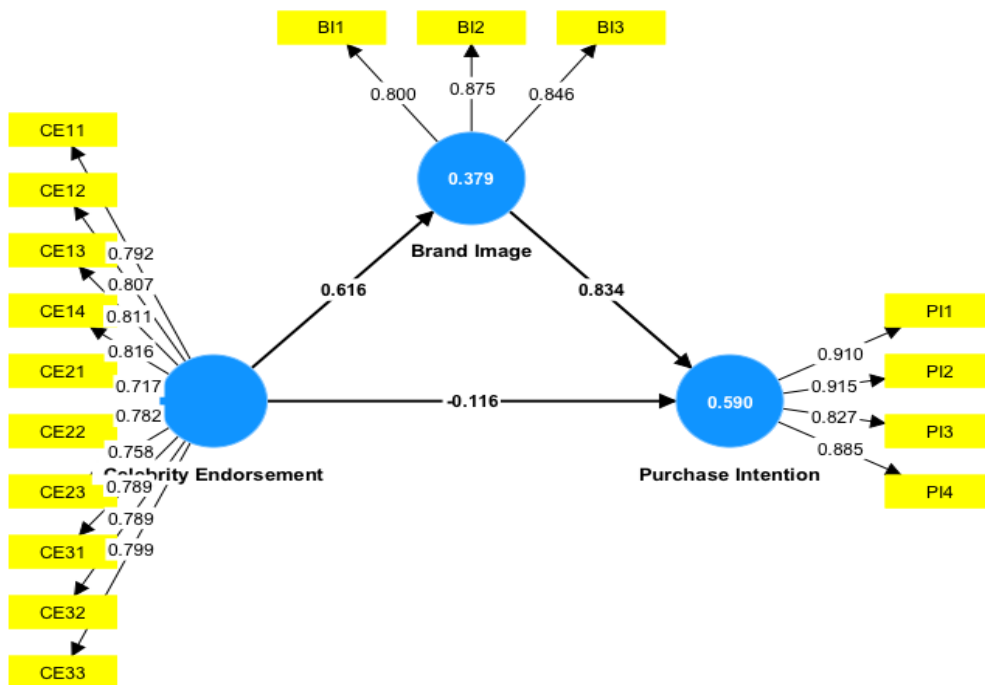 BI1 BI2 BI3
0.800 0.875 0.846
0.379
Brand Image
CE11
CE12
CE13
CE14
CE21
CE22
CE23
CE31
CE32
CE33
0.792
0.807
0.811
0.816
0.717
0.782
0.758
0.789
0.789
0.799
Celebrity Endorsement
0.616
0.834
-0.116
0.590
Purchase Intention
0.910
0.915
0.827
0.885
PI1
PI2
PI3
PI4